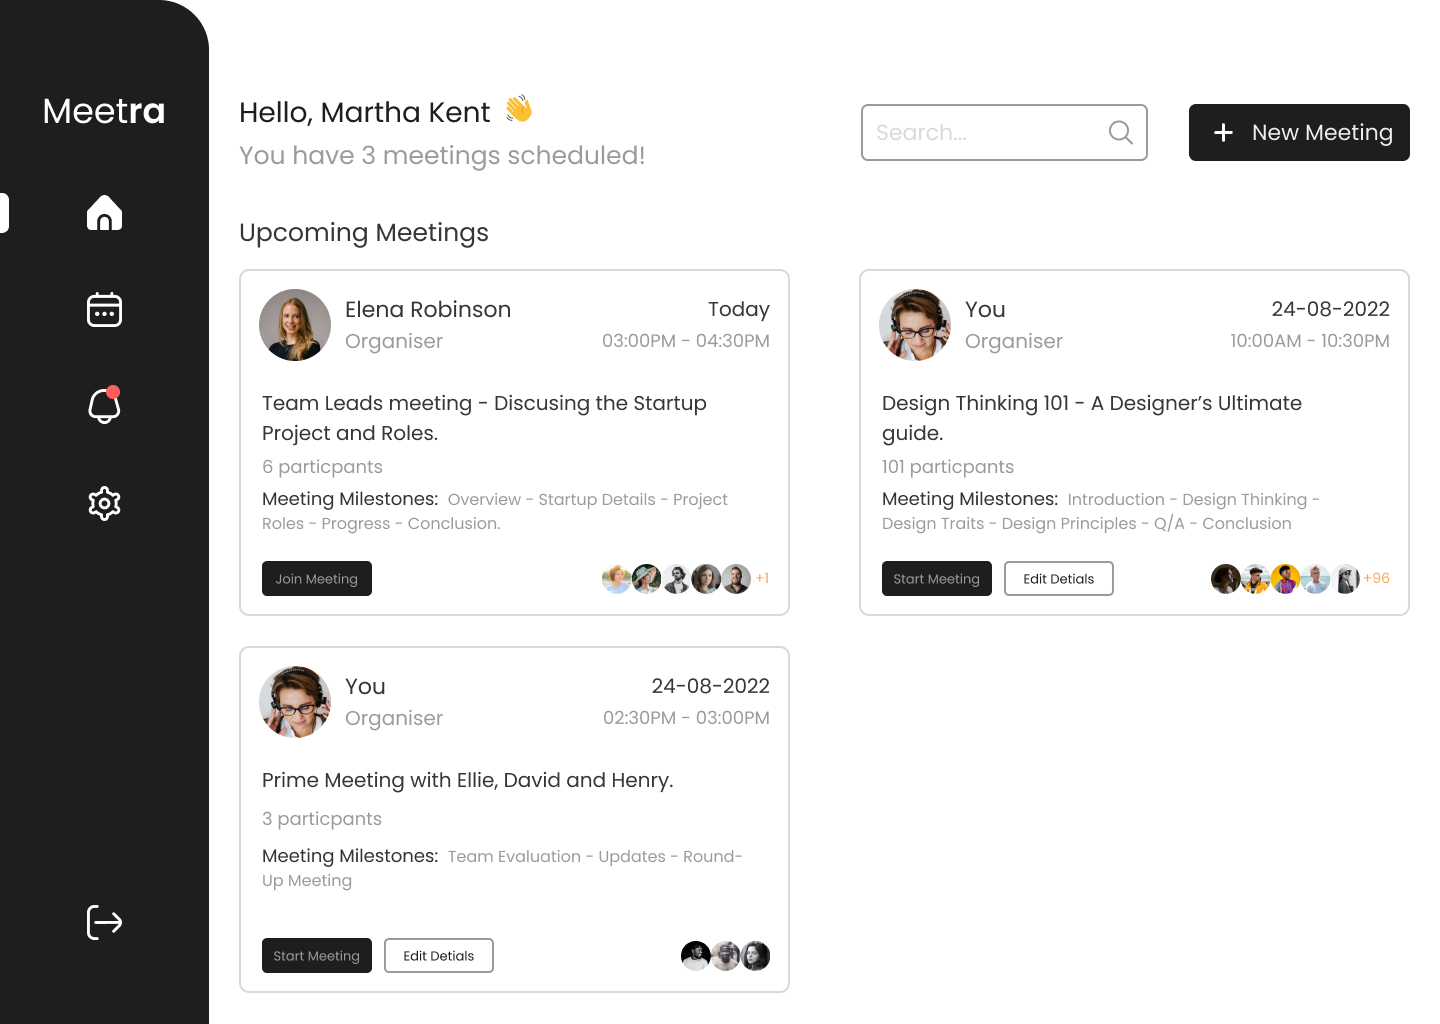 Meetra
Hello, Martha Kent 👋
You have 3 meetings scheduled!
Search...
+ New Meeting
Upcoming Meetings
Elena Robinson
Organiser
Today
03:00PM - 04:30PM
Team Leads meeting - Discusing the Startup
Project and Roles.
6 particpants
Meeting Milestones: Overview - Startup Details - Project
Roles - Progress - Conclusion.
Join Meeting
+1
You
Organiser
24-08-2022
10:00AM - 10:30PM
Design Thinking 101 - A Designer’s Ultimate
guide.
101 particpants
Meeting Milestones: Introduction - Design Thinking -
Design Traits - Design Principles - Q/A - Conclusion
Start Meeting
Edit Detials
+96
You
Organiser
24-08-2022
02:30PM - 03:00PM
Prime Meeting with Ellie, David and Henry.
3 particpants
Meeting Milestones: Team Evaluation - Updates - Round-
Up Meeting
Start Meeting
Edit Detials